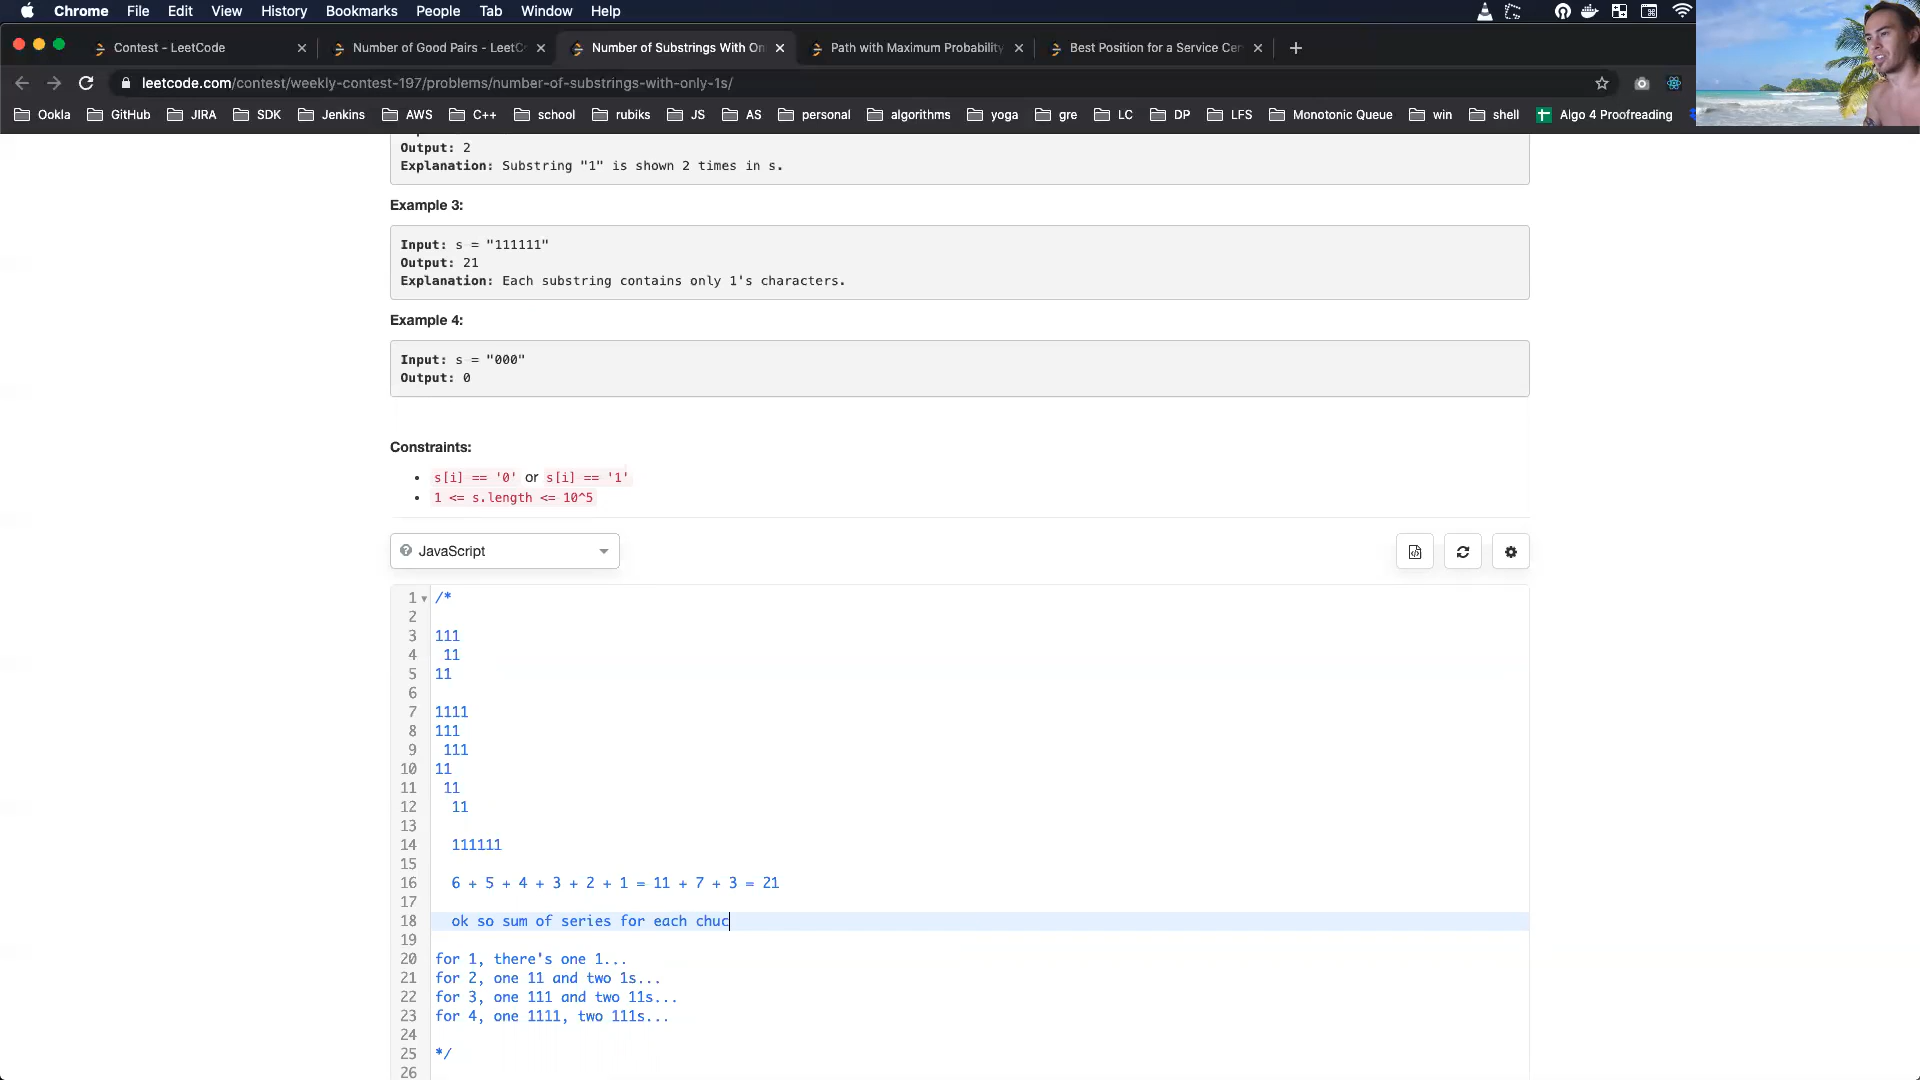 Chrome File Edit View History Bookmarks People Tab Window Help
Contest - LeetCode
Number of Good Pairs - LeetC
Number of Substrings With On
Path with Maximum Probability
Best Position for a Service Cen
leetcode.com/contest/weekly-contest-197/problems/number-of-substrings-with-only-1s/
Ookla GitHub JIRA SDK Jenkins AWS C++ school rubiks JS AS personal algorithms yoga gre LC DP LFS Monotonic Queue win shell Algo 4 Proofreading
Output: 2
Explanation: Substring "1" is shown 2 times in s.
Example 3:
Input: s = "111111"
Output: 21
Explanation: Each substring contains only 1's characters.
Example 4:
Input: s = "000"
Output: 0
Constraints:
s[i] == '0' or s[i] == '1'
1 <= s.length <= 10^5
JavaScript
1 /*
2
3 111
4 11
5 11
6
7 1111
8 111
9 111
10 11
11 11
12 11
13
14 111111
15
16 6 + 5 + 4 + 3 + 2 + 1 = 11 + 7 + 3 = 21
17
18 ok so sum of series for each chuc
19
20 for 1, there's one 1...
21 for 2, one 11 and two 1s...
22 for 3, one 111 and two 11s...
23 for 4, one 1111, two 111s...
24
25 */
26